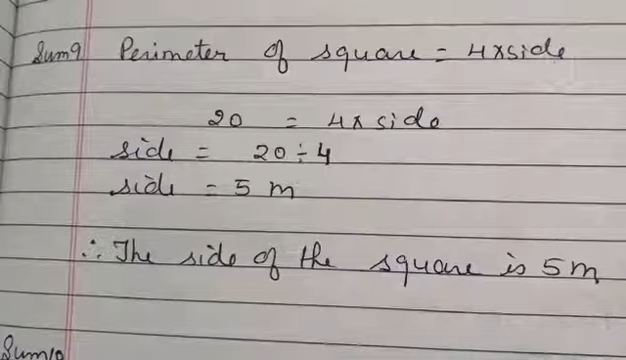 Sum9 Perimeter of square = 4xside
20 = 4x side
side = 20÷4
side = 5 m
∴ The side of the square is 5m
Sum10